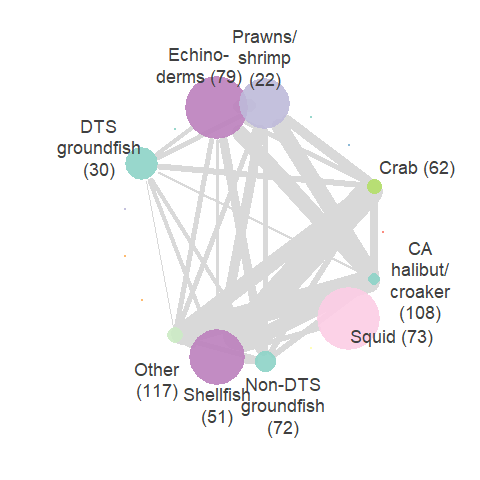 Prawns/
shrimp
(22)
Echino-
derms (79)
DTS
groundfish
(30)
Crab (62)
CA
halibut/
croaker
(108)
Squid (73)
Other
(117)
Shellfish
(51)
Non-DTS
groundfish
(72)